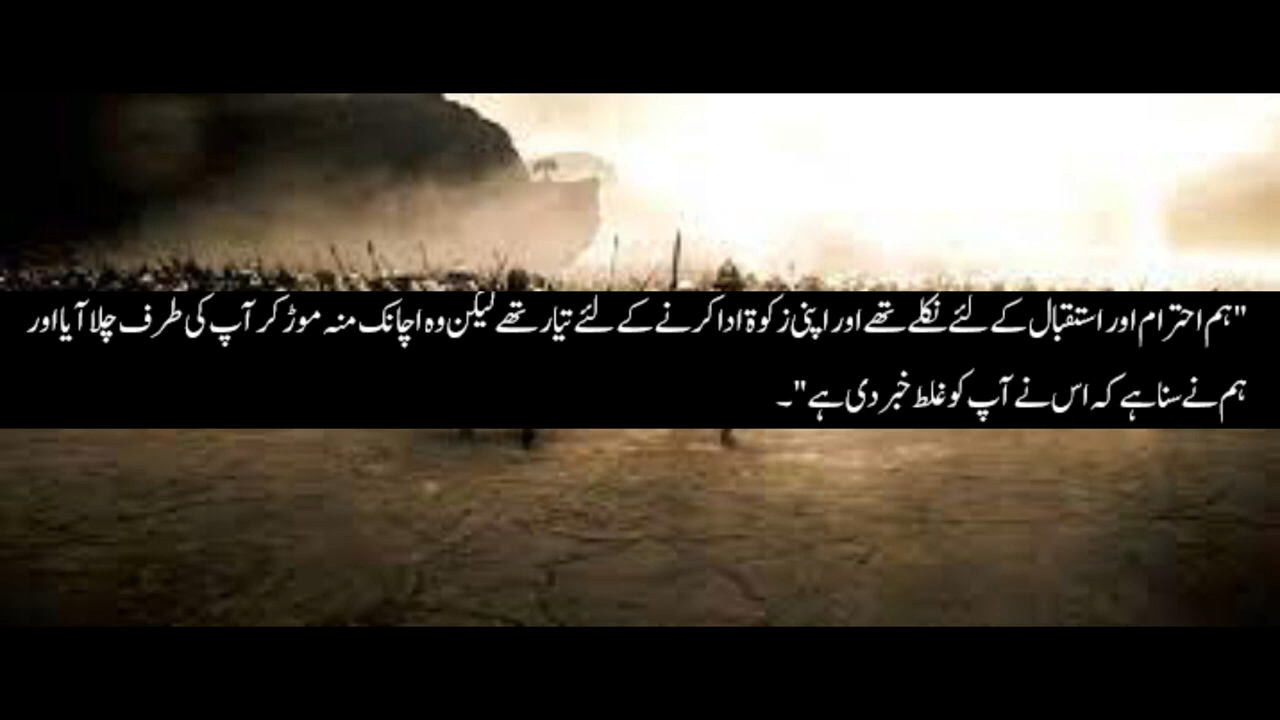 "ہم احترام اور استقبال کے لئے نکلے تھے اور اپنی زکوۃ ادا کرنے کے لئے تیار تھے لیکن وہ اچانک منہ موڑ کر آپ کی طرف چلا آیا اور
ہم نے سنا ہے کہ اس نے آپ کو غلط خبر دی ہے"۔